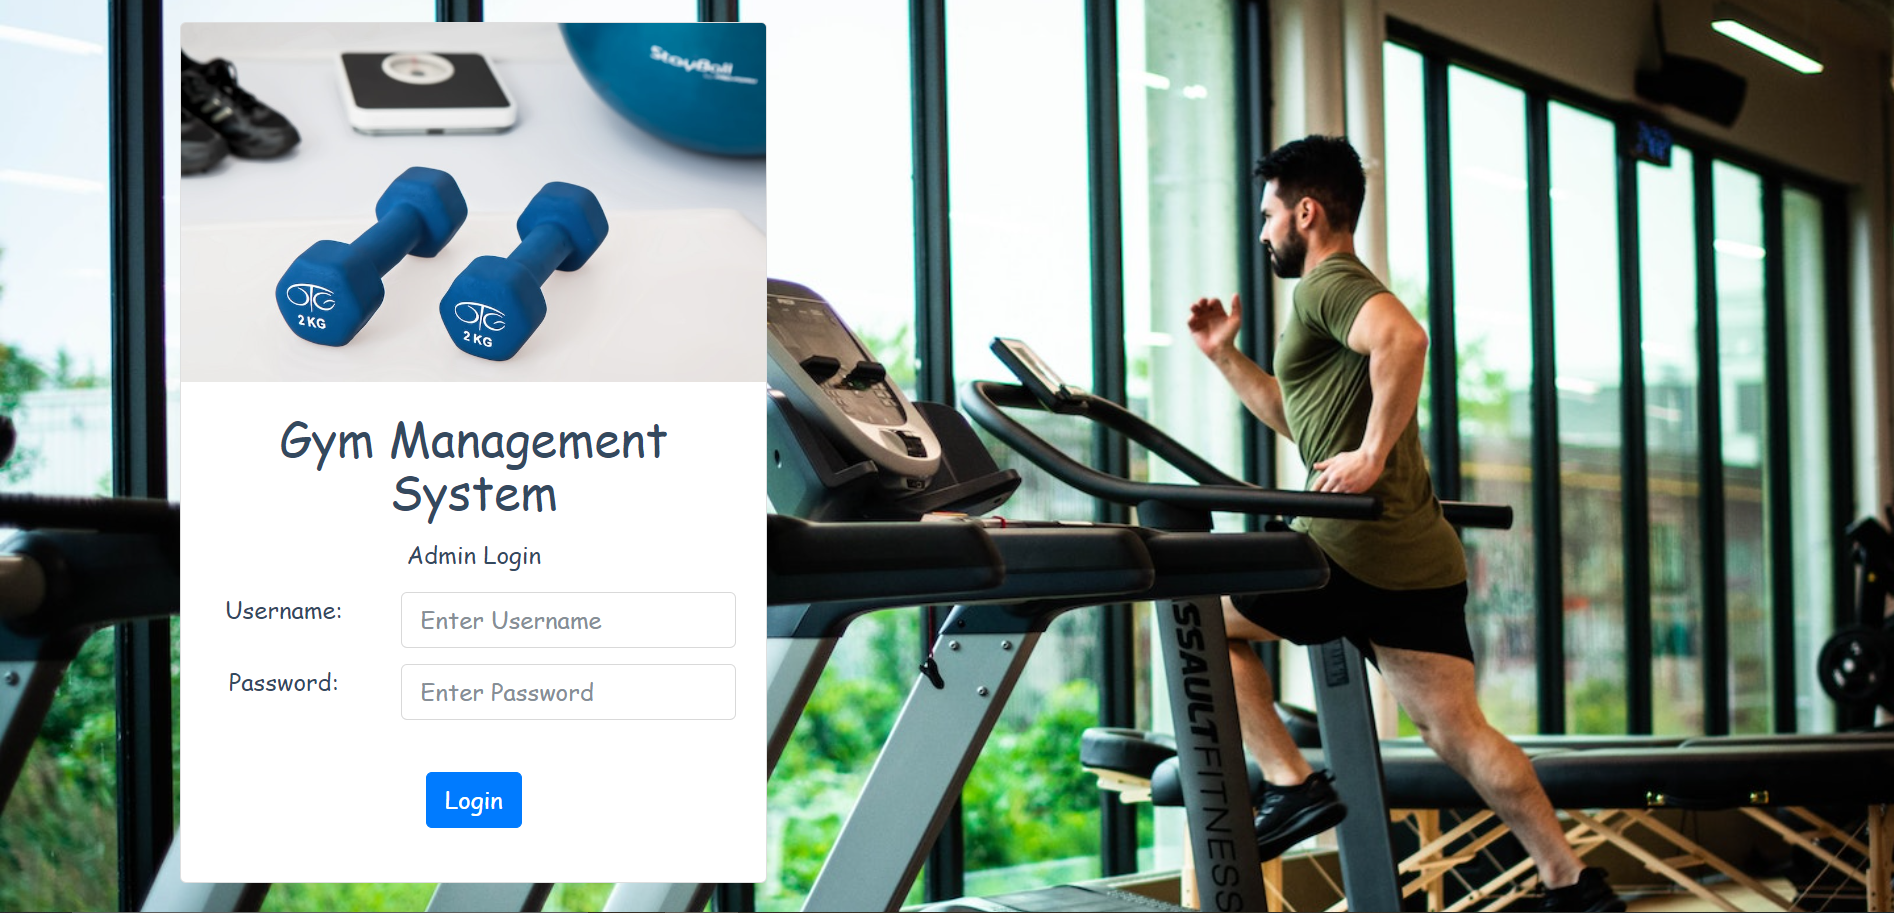 StayBall
OTG
2 KG
OTG
2 KG
Gym Management
System
Admin Login
Username:
Enter Username
Password:
Enter Password
Login
SSAULTFITNESS